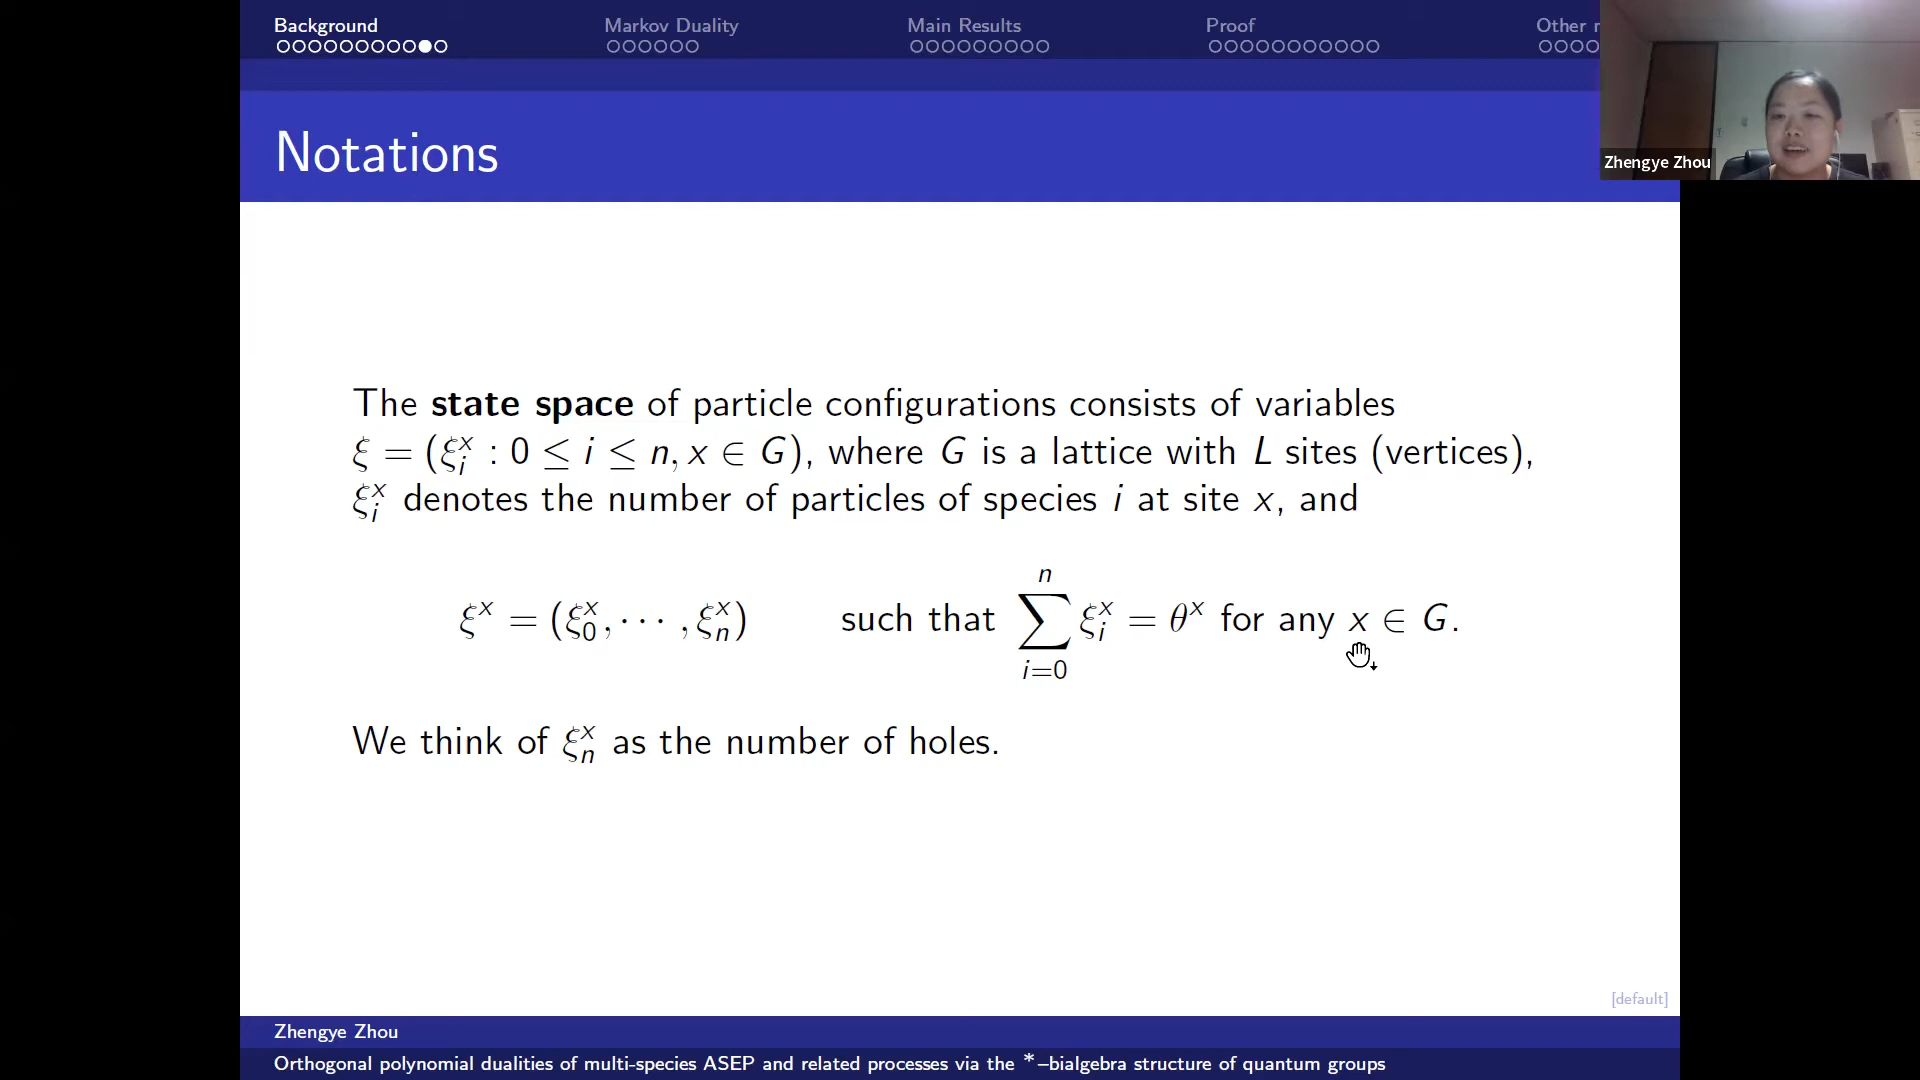 Background Markov Duality Main Results Proof Other r
Zhengye Zhou
Notations
The state space of particle configurations consists of variables
ξ = (ξ_i^x : 0 ≤ i ≤ n, x ∈ G), where G is a lattice with L sites (vertices),
ξ_i^x denotes the number of particles of species i at site x, and
ξ^x = (ξ_0^x, ⋯ , ξ_n^x) such that ∑_{i=0}^{n} ξ_i^x = θ^x for any x ∈ G.
We think of ξ_n^x as the number of holes.
[default]
Zhengye Zhou
Orthogonal polynomial dualities of multi-species ASEP and related processes via the *–bialgebra structure of quantum groups